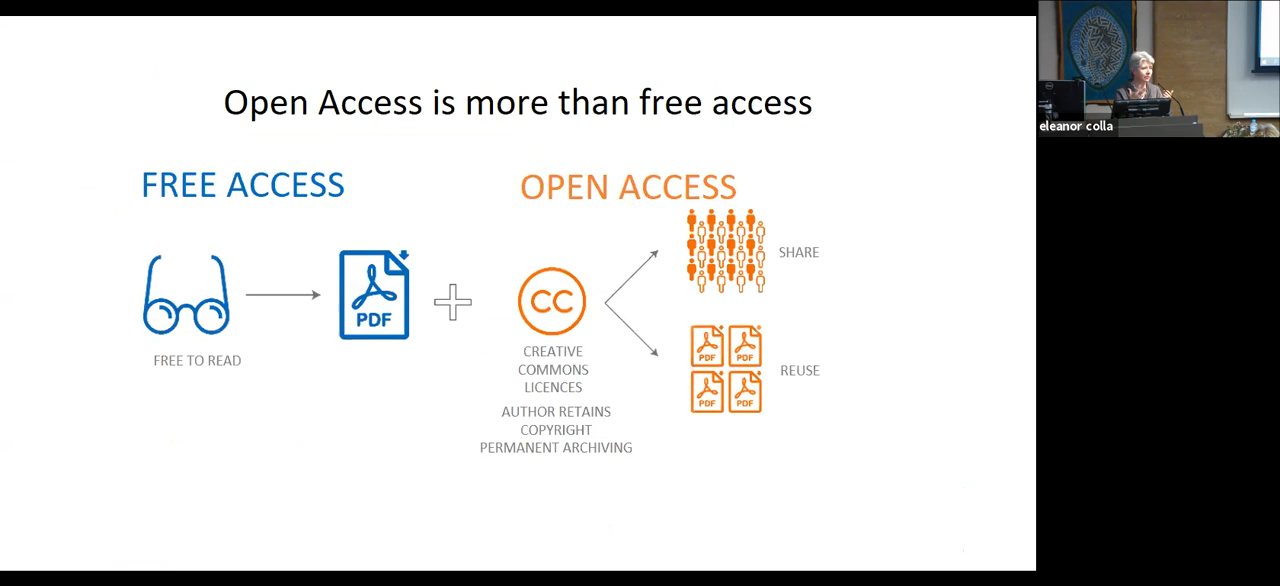 Open Access is more than free access
FREE ACCESS
OPEN ACCESS
FREE TO READ
PDF
CC
CREATIVE
COMMONS
LICENCES
AUTHOR RETAINS
COPYRIGHT
PERMANENT ARCHIVING
SHARE
PDF PDF
PDF PDF
REUSE
eleanor colla